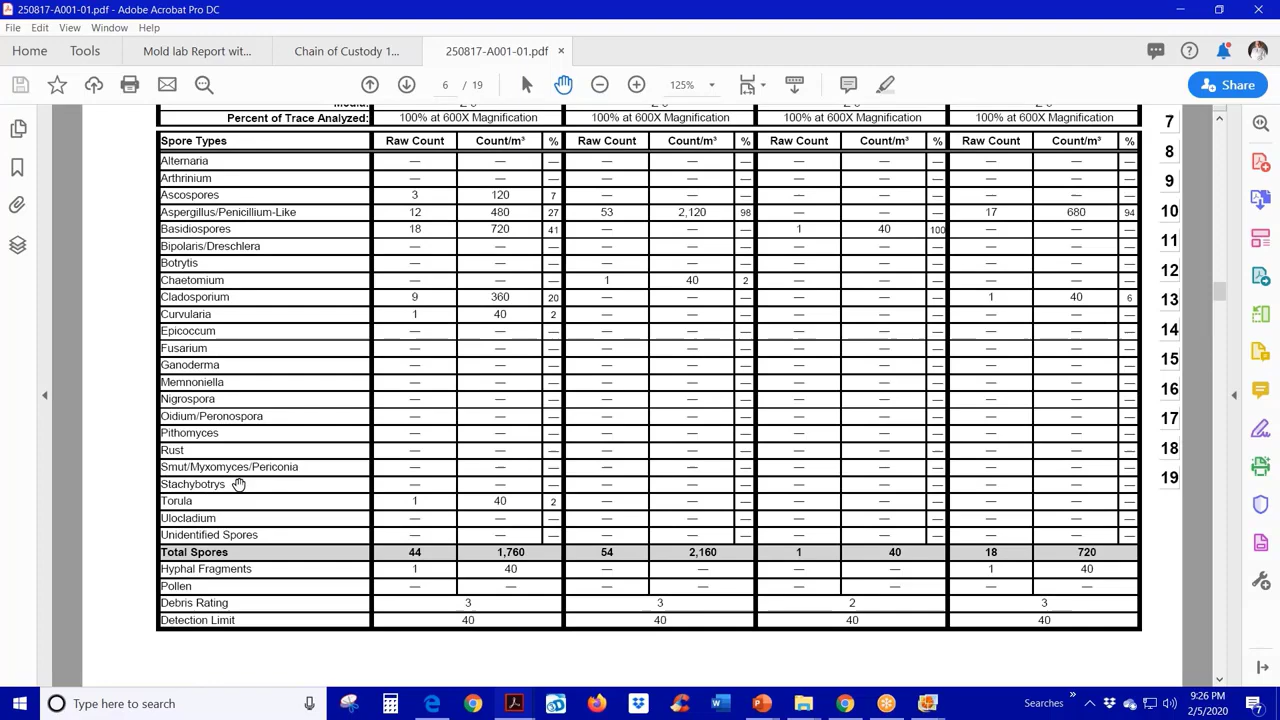 250817-A001-01.pdf - Adobe Acrobat Pro DC
File Edit View Window Help
Home Tools Mold lab Report wit... Chain of Custody 1... 250817-A001-01.pdf ×
6 / 19 125% Share
Percent of Trace Analyzed: 100% at 600X Magnification 100% at 600X Magnification 100% at 600X Magnification 100% at 600X Magnification
Spore Types Raw Count Count/m³ % Raw Count Count/m³ % Raw Count Count/m³ % Raw Count Count/m³ %
Alternaria — — — — — — — — — — — —
Arthrinium — — — — — — — — — — — —
Ascospores 3 120 7 — — — — — — — — —
Aspergillus/Penicillium-Like 12 480 27 53 2,120 98 — — — 17 680 94
Basidiospores 18 720 41 — — — 1 40 100 — — —
Bipolaris/Dreschlera — — — — — — — — — — — —
Botrytis — — — — — — — — — — — —
Chaetomium — — — 1 40 2 — — — — — —
Cladosporium 9 360 20 — — — — — — 1 40 6
Curvularia 1 40 2 — — — — — — — — —
Epicoccum — — — — — — — — — — — —
Fusarium — — — — — — — — — — — —
Ganoderma — — — — — — — — — — — —
Memnoniella — — — — — — — — — — — —
Nigrospora — — — — — — — — — — — —
Oidium/Peronospora — — — — — — — — — — — —
Pithomyces — — — — — — — — — — — —
Rust — — — — — — — — — — — —
Smut/Myxomyces/Periconia — — — — — — — — — — — —
Stachybotrys — — — — — — — — — — — —
Torula 1 40 2 — — — — — — — — —
Ulocladium — — — — — — — — — — — —
Unidentified Spores — — — — — — — — — — — —
Total Spores 44 1,760 54 2,160 1 40 18 720
Hyphal Fragments 1 40 — — — — 1 40
Pollen — — — — — — — —
Debris Rating 3 3 2 3
Detection Limit 40 40 40 40
7
8
9
10
11
12
13
14
15
16
17
18
19
Type here to search
Searches
9:26 PM
2/5/2020
7